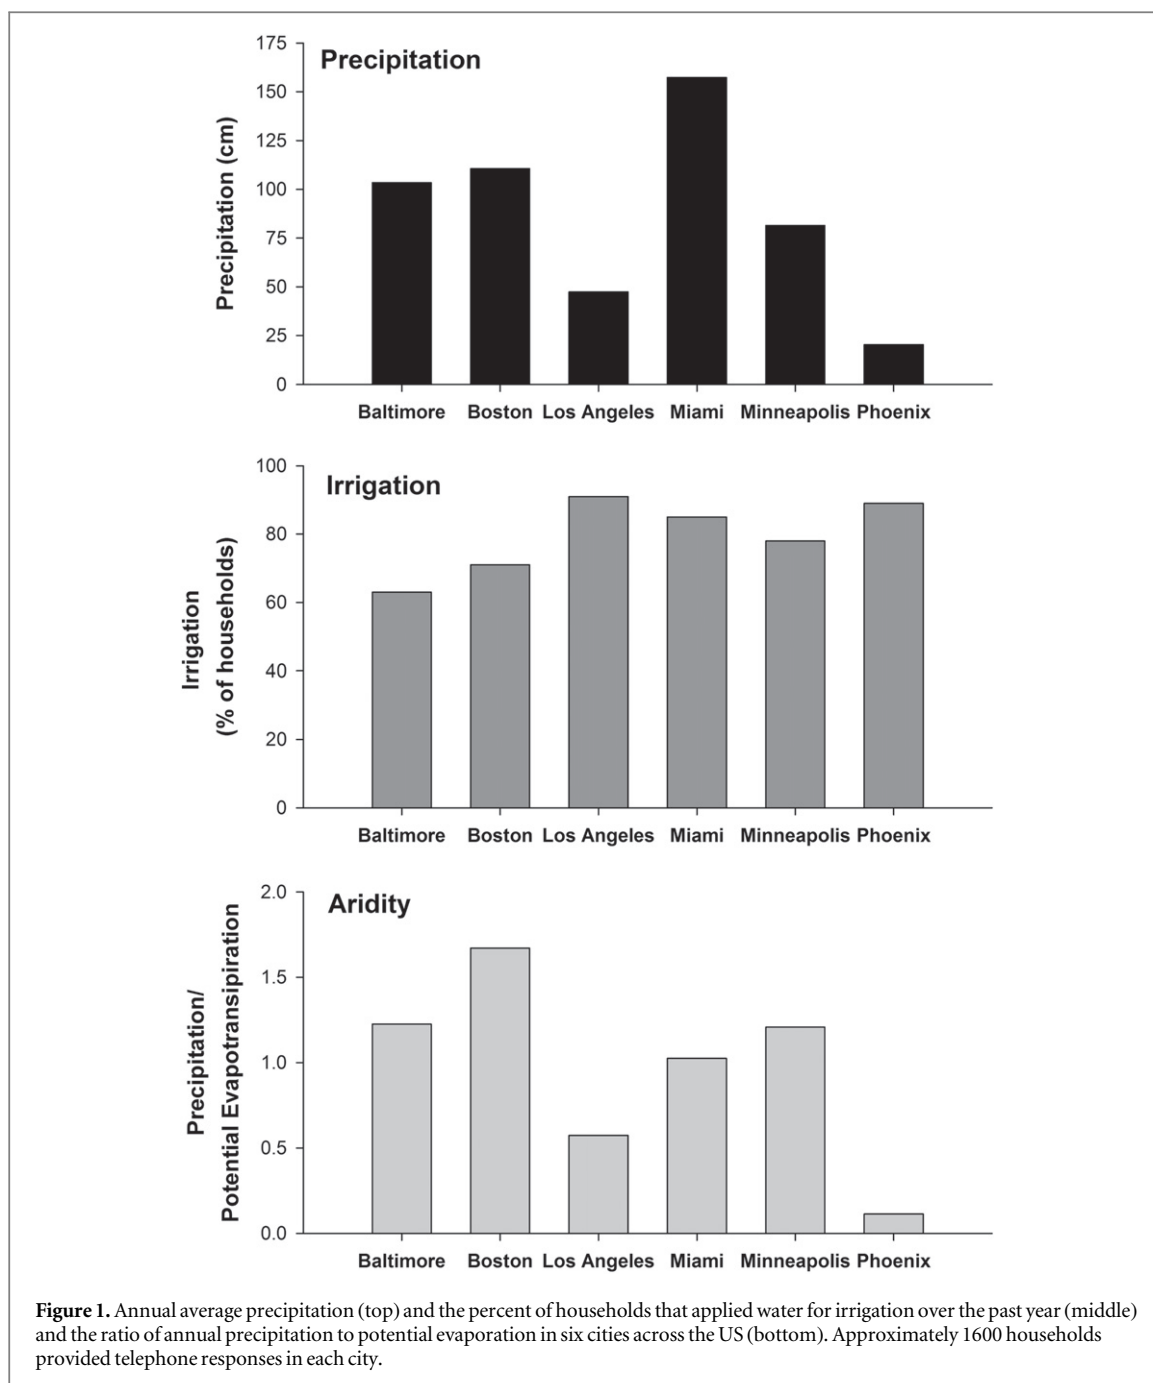 Precipitation
Precipitation (cm)
175
150
125
100
75
50
25
0
Baltimore Boston Los Angeles Miami Minneapolis Phoenix
Irrigation
Irrigation
(% of households)
100
80
60
40
20
0
Baltimore Boston Los Angeles Miami Minneapolis Phoenix
Aridity
Precipitation/
Potential Evapotransipiration
2.0
1.5
1.0
0.5
0.0
Baltimore Boston Los Angeles Miami Minneapolis Phoenix
Figure 1. Annual average precipitation (top) and the percent of households that applied water for irrigation over the past year (middle)
and the ratio of annual precipitation to potential evaporation in six cities across the US (bottom). Approximately 1600 households
provided telephone responses in each city.